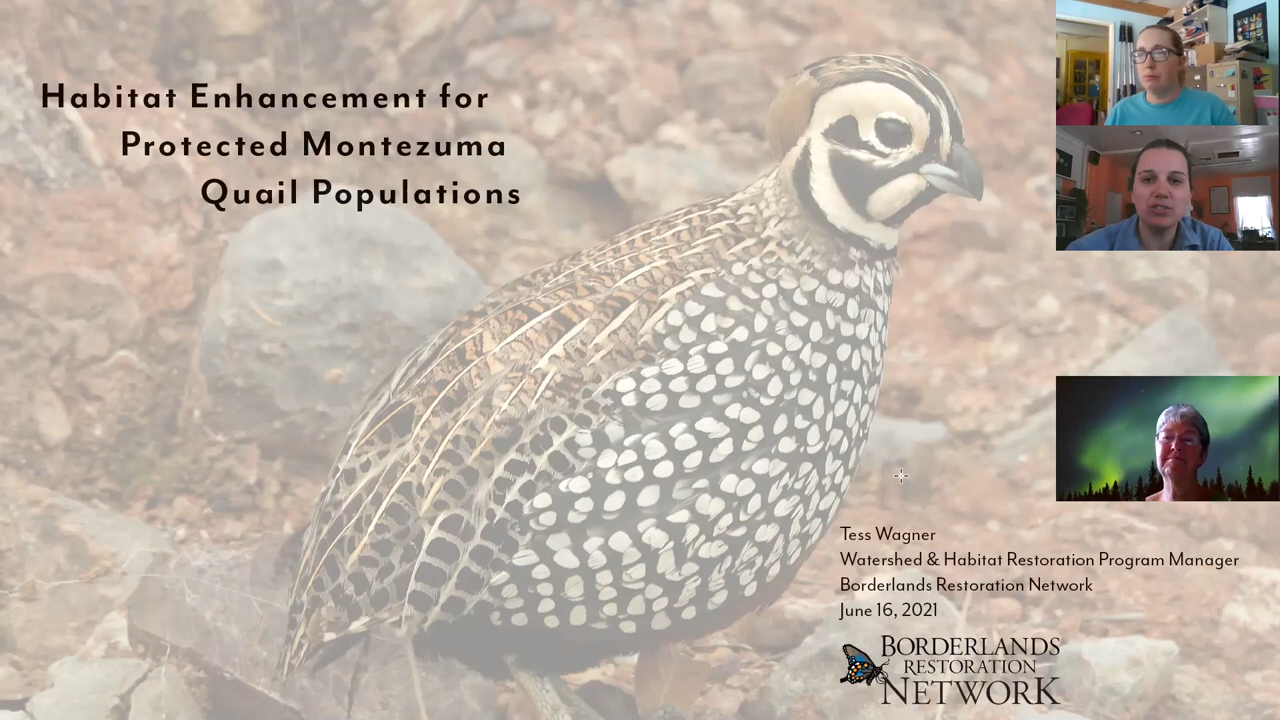 Habitat Enhancement for
Protected Montezuma
Quail Populations
Tess Wagner
Watershed & Habitat Restoration Program Manager
Borderlands Restoration Network
June 16, 2021
BORDERLANDS
RESTORATION
NETWORK